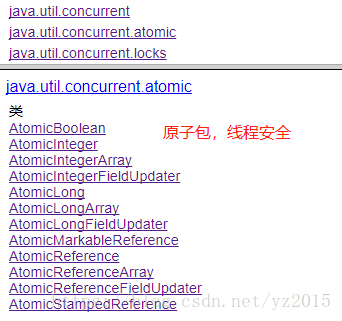 java.util.concurrent
java.util.concurrent.atomic
java.util.concurrent.locks
java.util.concurrent.atomic
类
AtomicBoolean
原子包，线程安全
AtomicInteger
AtomicIntegerArray
AtomicIntegerFieldUpdater
AtomicLong
AtomicLongArray
AtomicLongFieldUpdater
AtomicMarkableReference
AtomicReference
AtomicReferenceArray
AtomicReferenceFieldUpdater
AtomicStampedReference
csdn.net/yz2015